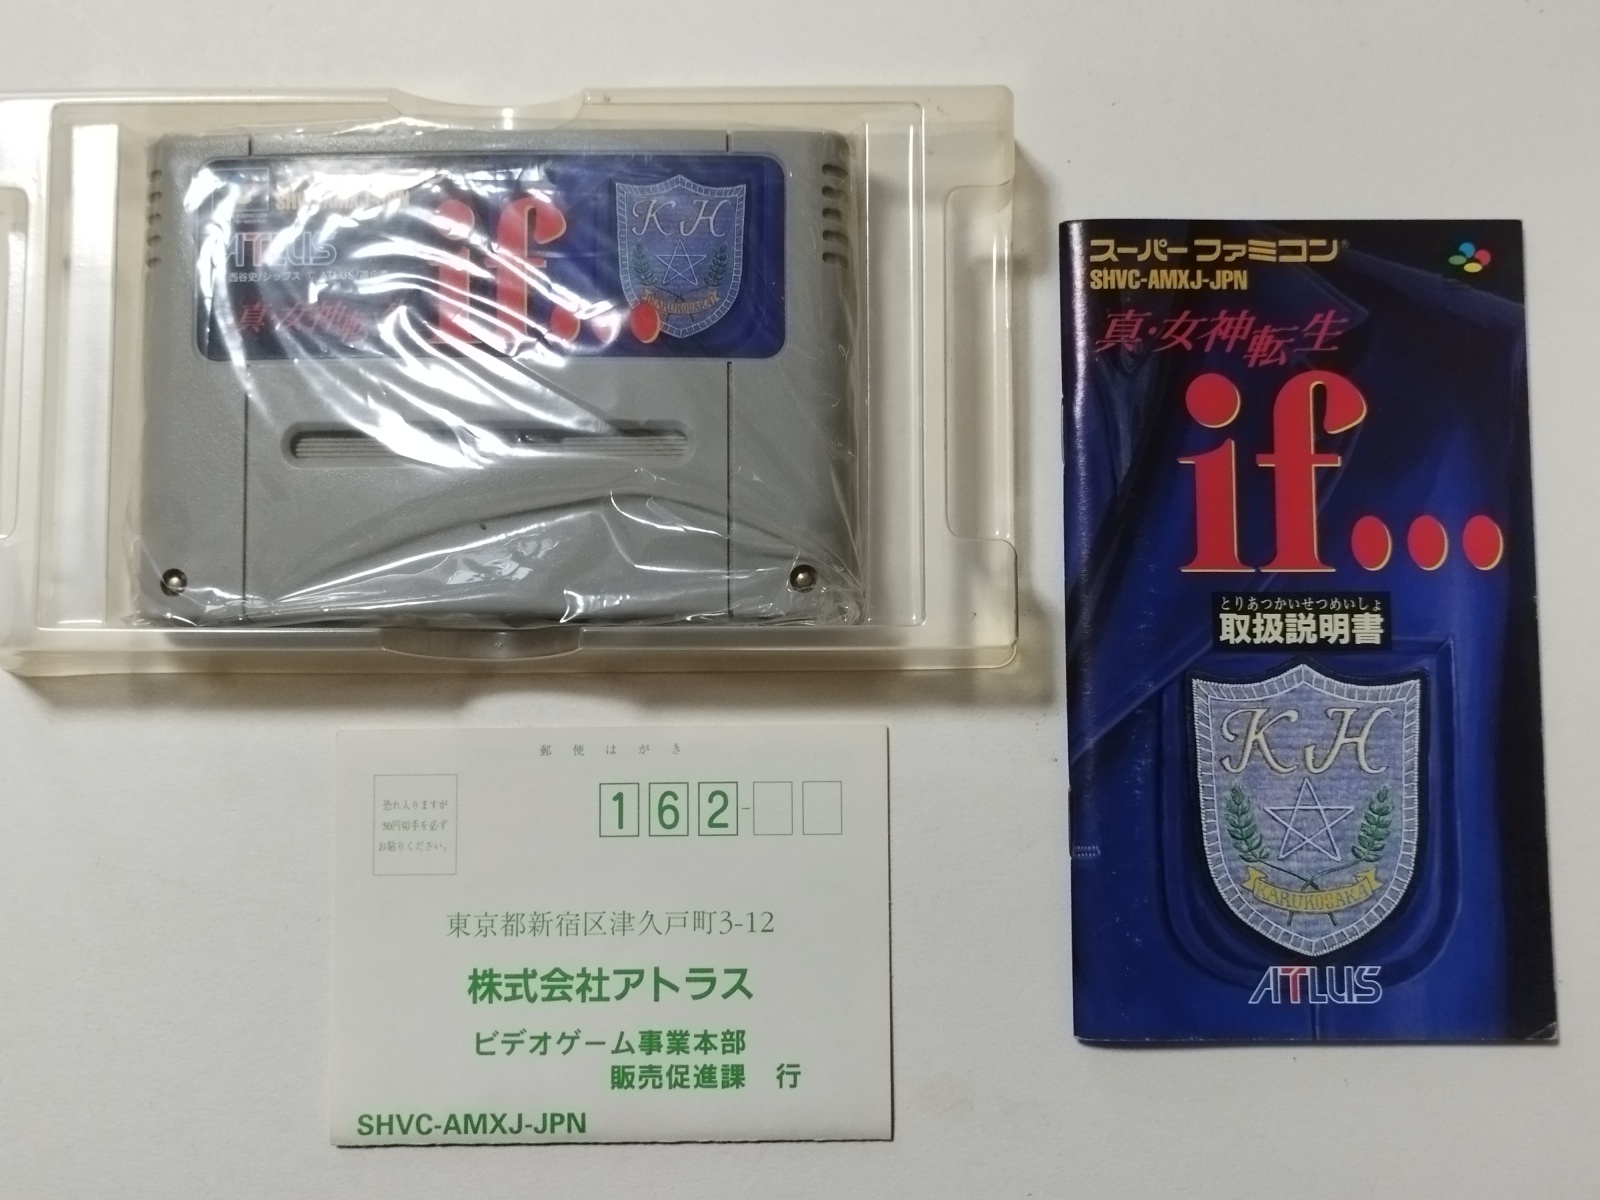 ATLUS
真・女神転
if...
KH
KARUKOSAKA
スーパーファミコン®
SHVC-AMXJ-JPN
真・女神転生
if...
とりあつかいせつめいしょ
取扱説明書
KH
KARUKOSAKA
ATLUS
郵便はがき
恐れ入りますが
50円切手を必ず
お貼りください。
162-
東京都新宿区津久戸町3-12
株式会社アトラス
ビデオゲーム事業本部
販売促進課 行
SHVC-AMXJ-JPN